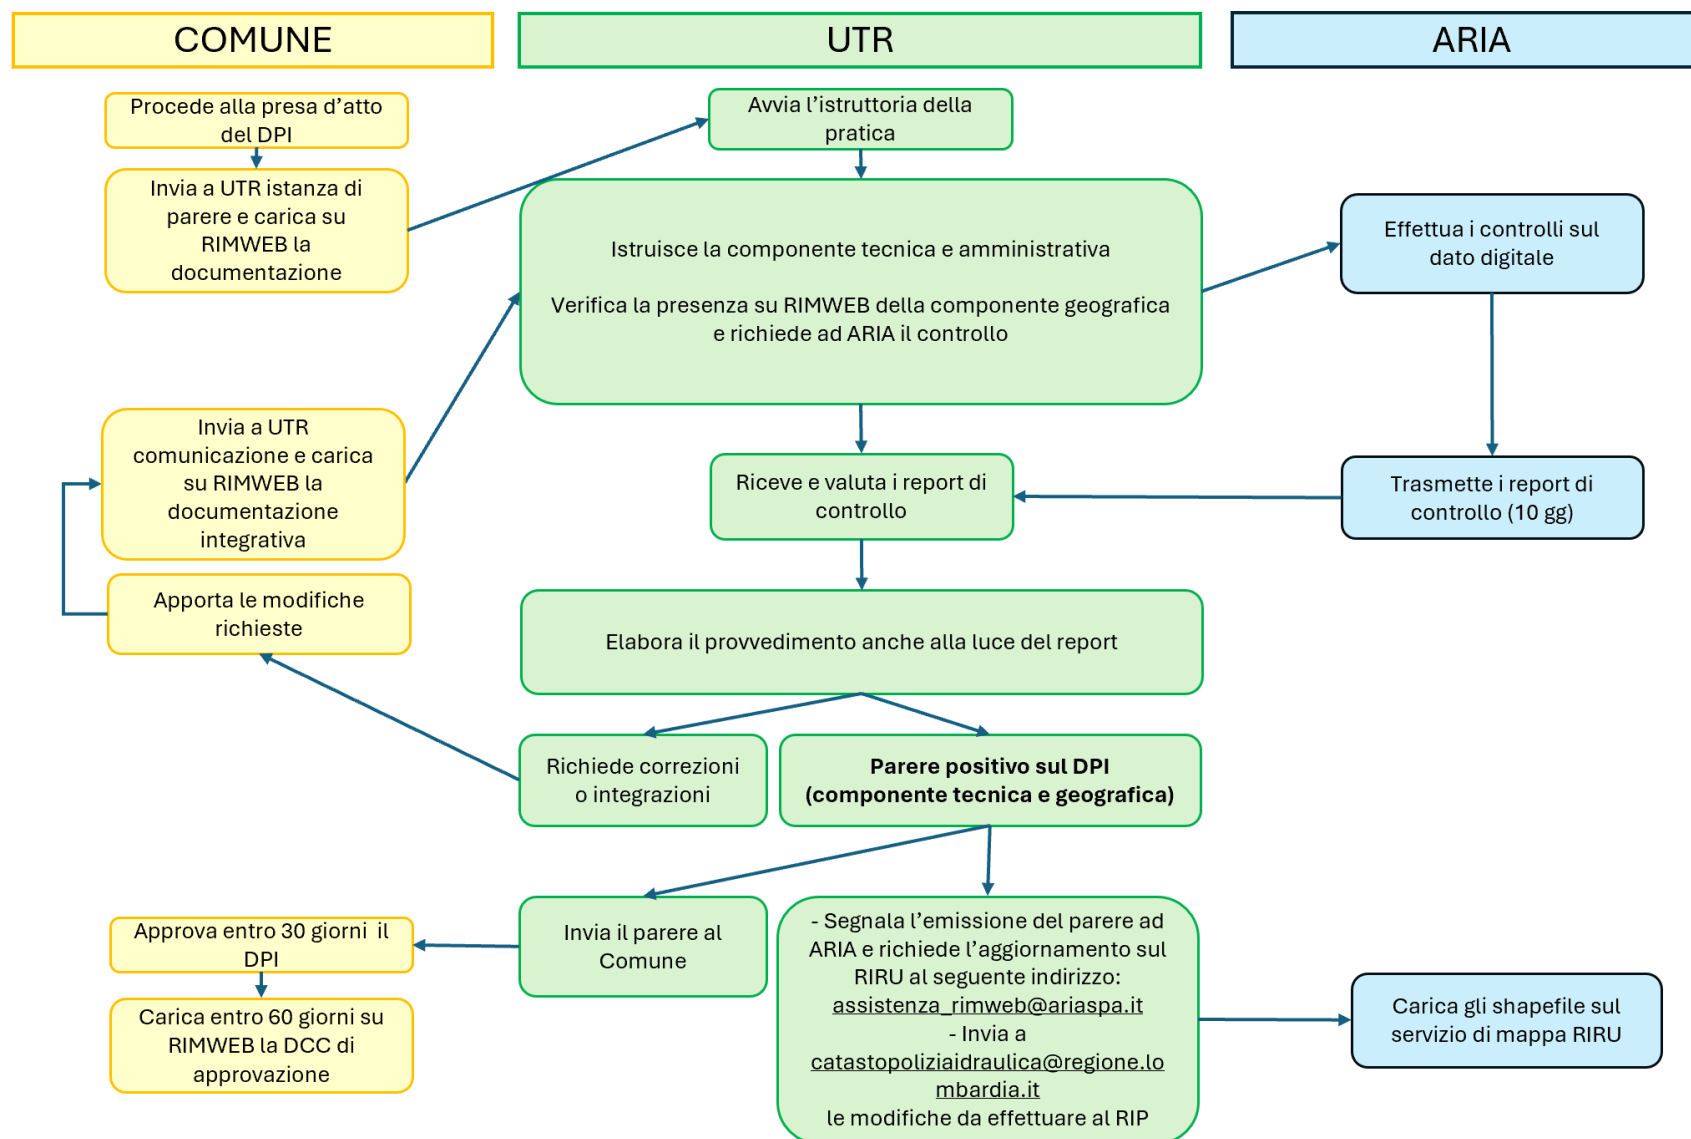 COMUNE
UTR
ARIA
Procede alla presa d'atto
del DPI
Avvia l'istruttoria della
pratica
Invia a UTR istanza di
parere e carica su
RIMWEB la
documentazione
Istruisce la componente tecnica e amministrativa
Verifica la presenza su RIMWEB della componente geografica
e richiede ad ARIA il controllo
Effettua i controlli sul
dato digitale
Invia a UTR
comunicazione e carica
su RIMWEB la
documentazione
integrativa
Riceve e valuta i report di
controllo
Trasmette i report di
controllo (10 gg)
Apporta le modifiche
richieste
Elabora il provvedimento anche alla luce del report
Richiede correzioni
o integrazioni
Parere positivo sul DPI
(componente tecnica e geografica)
Approva entro 30 giorni  il
DPI
Invia il parere al
Comune
- Segnala l'emissione del parere ad
ARIA e richiede l'aggiornamento sul
RIRU al seguente indirizzo:
assistenza_rimweb@ariaspa.it
- Invia a
catastopoliziaidraulica@regione.lo
mbardia.it
le modifiche da effettuare al RIP
Carica gli shapefile sul
servizio di mappa RIRU
Carica entro 60 giorni su
RIMWEB la DCC di
approvazione